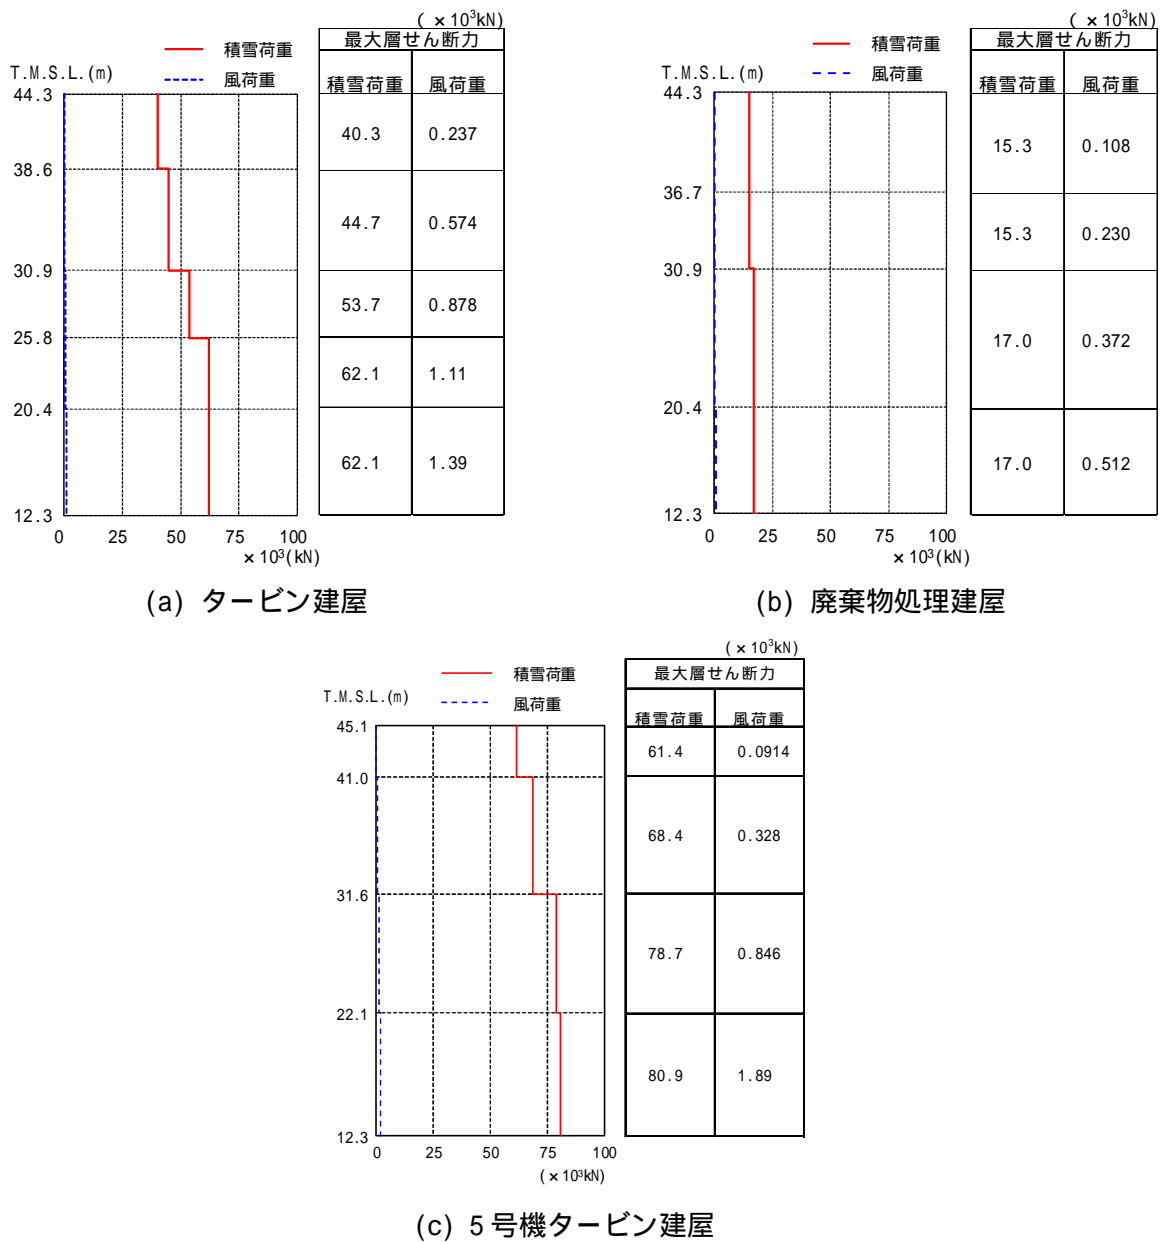 (×10³kN)
積雪荷重
風荷重
T.M.S.L.(m)
最大層せん断力
積雪荷重 風荷重
44.3
40.3 0.237
38.6
44.7 0.574
30.9
53.7 0.878
25.8
62.1 1.11
20.4
62.1 1.39
12.3
0 25 50 75 100
×10³(kN)
(a) タービン建屋
(×10³kN)
積雪荷重
風荷重
T.M.S.L.(m)
最大層せん断力
積雪荷重 風荷重
44.3
15.3 0.108
36.7
15.3 0.230
30.9
17.0 0.372
20.4
17.0 0.512
12.3
0 25 50 75 100
×10³(kN)
(b) 廃棄物処理建屋
(×10³kN)
積雪荷重
風荷重
T.M.S.L.(m)
最大層せん断力
積雪荷重 風荷重
45.1
61.4 0.0914
41.0
68.4 0.328
31.6
78.7 0.846
22.1
80.9 1.89
12.3
0 25 50 75 100
(×10³kN)
(c) 5号機タービン建屋